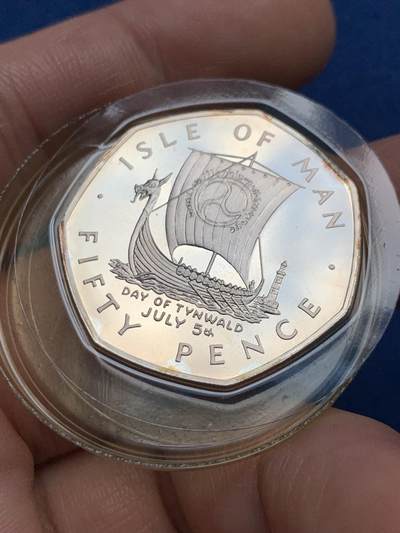 · ISLE OF MAN ·
DAY OF TYNWALD
JULY 5th
FIFTY PENCE